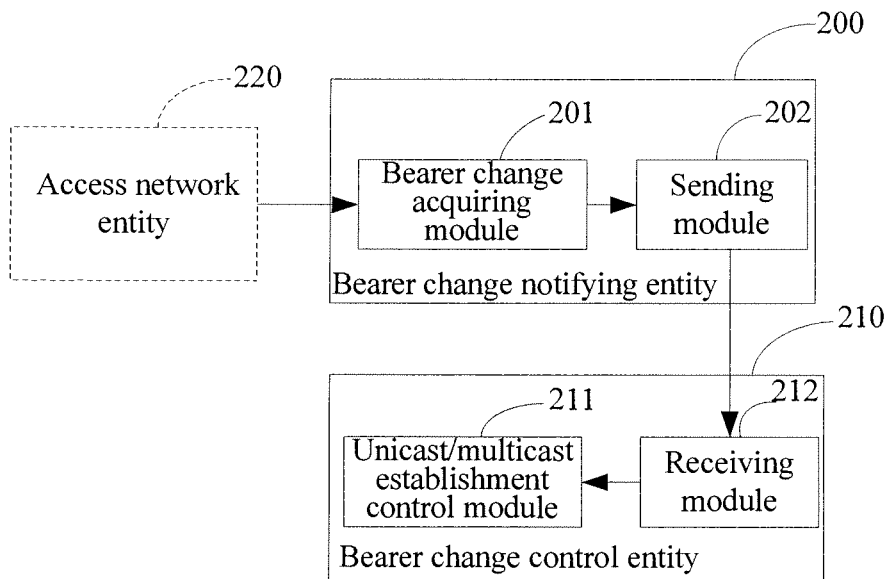 200
220
201
202
Access network
entity
Bearer change
acquiring
module
Sending
module
Bearer change notifying entity
210
211
212
Unicast/multicast
establishment
control module
Receiving
module
Bearer change control entity